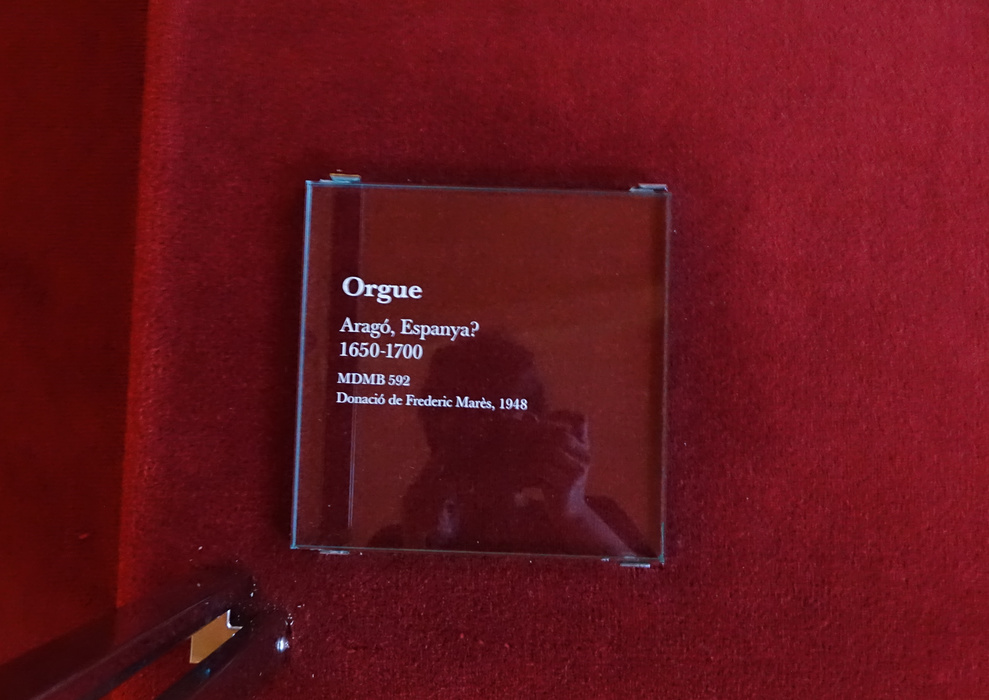 Orgue
Aragó, Espanya?
1650-1700
MDMB 592
Donació de Frederic Marès, 1948